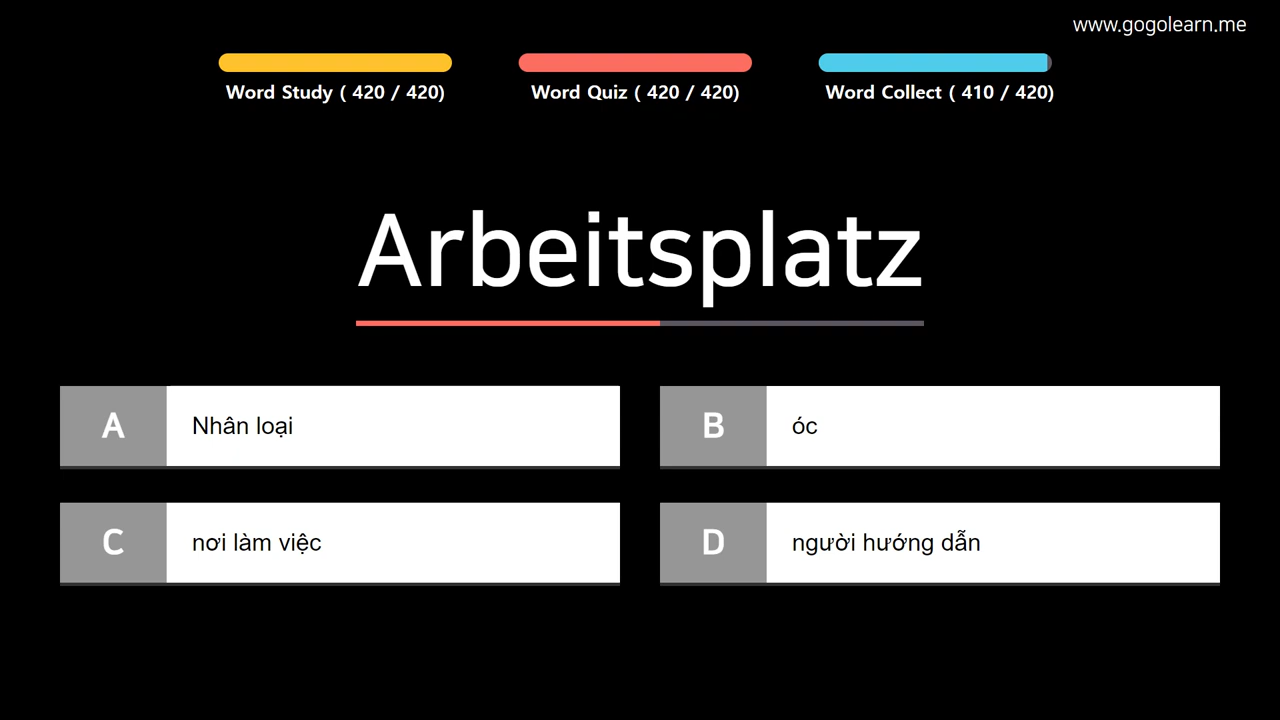 www.gogolearn.me
Word Study ( 420 / 420)
Word Quiz ( 420 / 420)
Word Collect ( 410 / 420)
Arbeitsplatz
A
Nhân loại
B
óc
C
nơi làm việc
D
người hướng dẫn